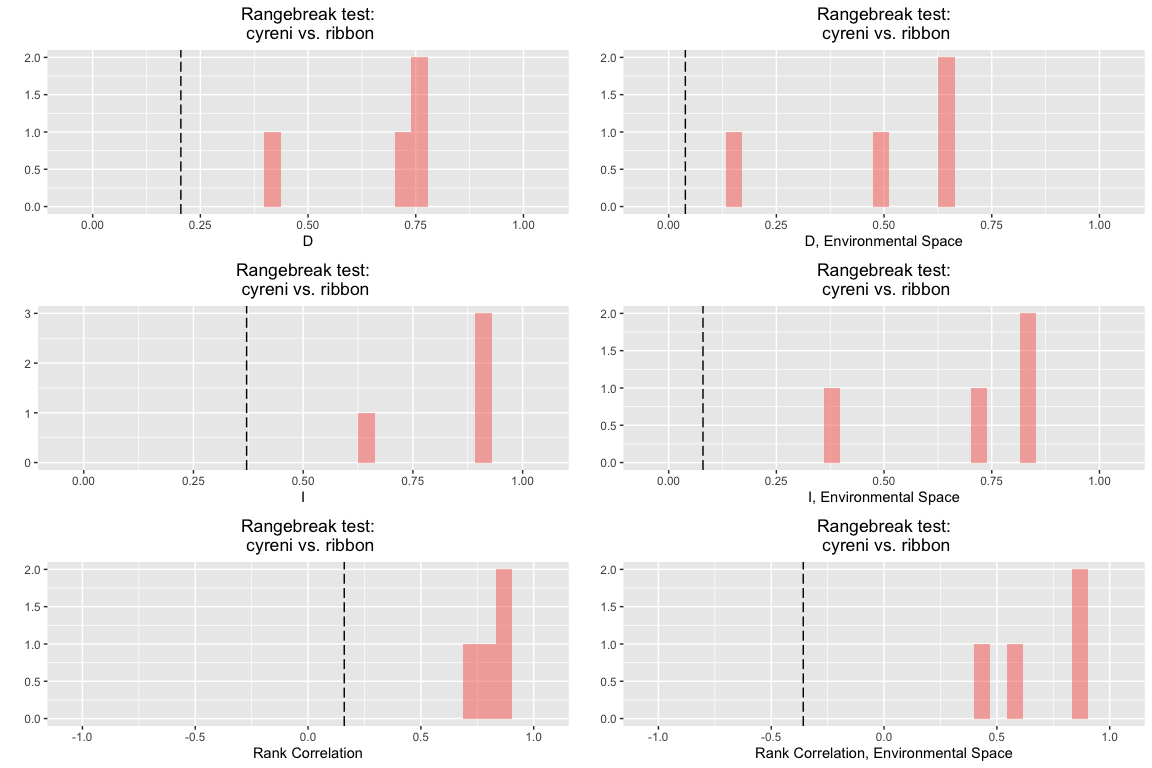 Rangebreak test:
cyreni vs. ribbon
2.0
1.5
1.0
0.5
0.0
0.00 0.25 0.50 0.75 1.00
D
Rangebreak test:
cyreni vs. ribbon
2.0
1.5
1.0
0.5
0.0
0.00 0.25 0.50 0.75 1.00
D, Environmental Space
Rangebreak test:
cyreni vs. ribbon
3
2
1
0
0.00 0.25 0.50 0.75 1.00
I
Rangebreak test:
cyreni vs. ribbon
2.0
1.5
1.0
0.5
0.0
0.00 0.25 0.50 0.75 1.00
I, Environmental Space
Rangebreak test:
cyreni vs. ribbon
2.0
1.5
1.0
0.5
0.0
-1.0 -0.5 0.0 0.5 1.0
Rank Correlation
Rangebreak test:
cyreni vs. ribbon
2.0
1.5
1.0
0.5
0.0
-1.0 -0.5 0.0 0.5 1.0
Rank Correlation, Environmental Space